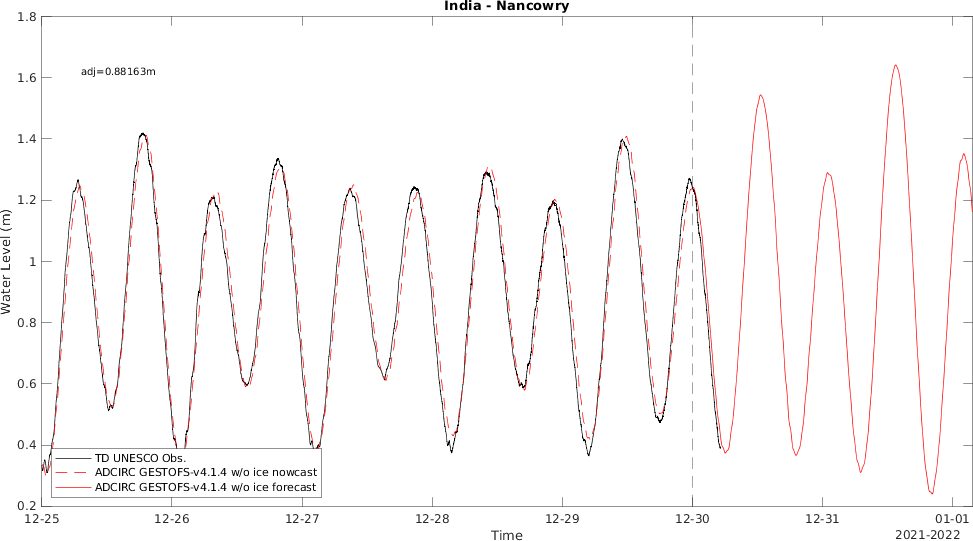 India - Nancowry
adj=0.88163m
Water Level (m)
1.8
1.6
1.4
1.2
1
0.8
0.6
0.4
0.2
TD UNESCO Obs.
ADCIRC GESTOFS-v4.1.4 w/o ice nowcast
ADCIRC GESTOFS-v4.1.4 w/o ice forecast
12-25 12-26 12-27 12-28 12-29 12-30 12-31 01-01
Time
2021-2022